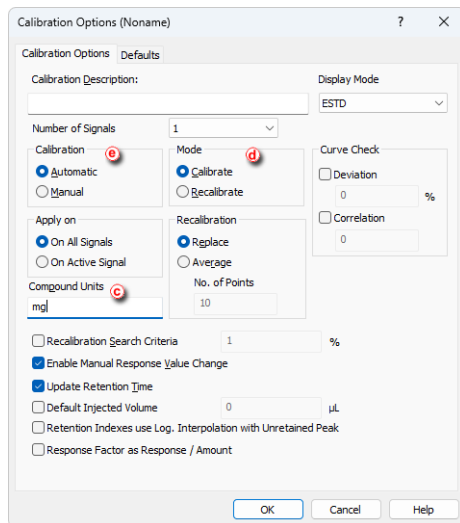 Calibration Options (Noname) ? ×
Calibration Options Defaults
Calibration Description: Display Mode
ESTD
Number of Signals 1
Calibration e Mode d Curve Check
Automatic Calibrate Deviation
Manual Recalibrate 0 %
Apply on Recalibration Correlation
On All Signals Replace 0
On Active Signal Average
Compound Units c No. of Points
mg 10
Recalibration Search Criteria 1 %
Enable Manual Response Value Change
Update Retention Time
Default Injected Volume 0 µL
Retention Indexes use Log. Interpolation with Unretained Peak
Response Factor as Response / Amount
OK Cancel Help